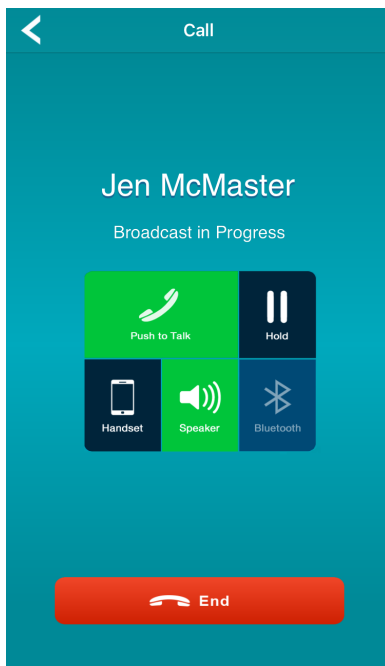 Call
Jen McMaster
Broadcast in Progress
Push to Talk
Hold
Handset
Speaker
Bluetooth
End